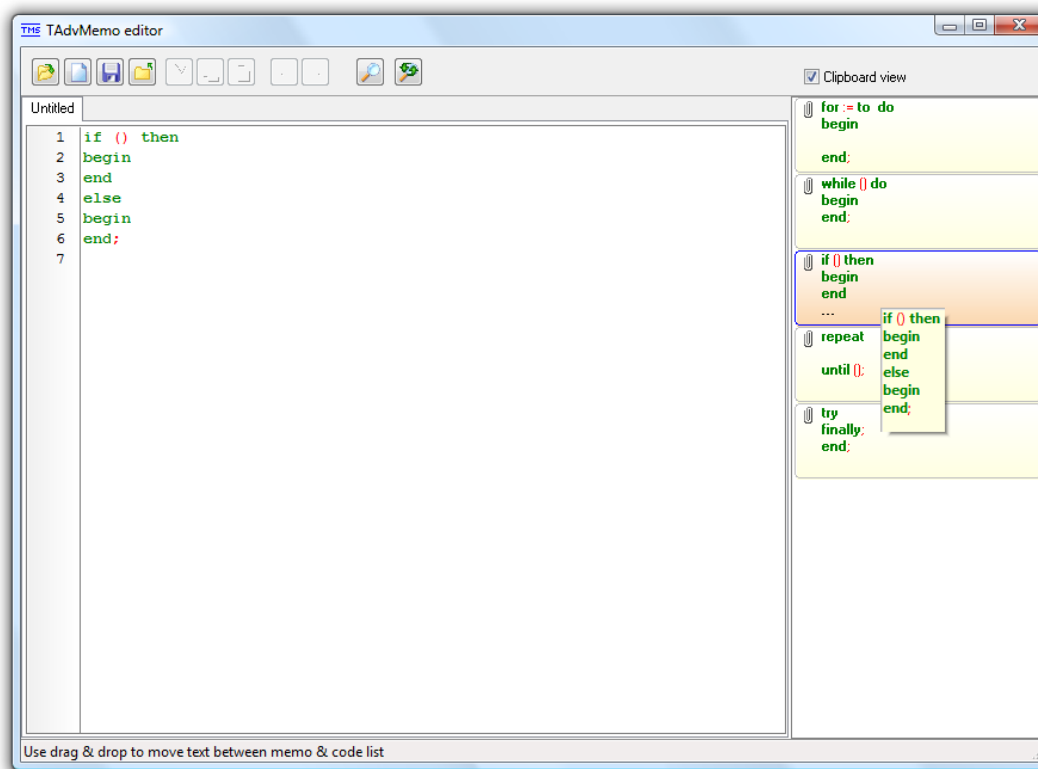 TMS TAdvMemo editor
Clipboard view
Untitled
1 if () then
2 begin
3 end
4 else
5 begin
6 end;
7
for := to do
begin
end;
while () do
begin
end;
if () then
begin
end
...
repeat
until ();
try
finally;
end;
if () then
begin
end
else
begin
end;
Use drag & drop to move text between memo & code list